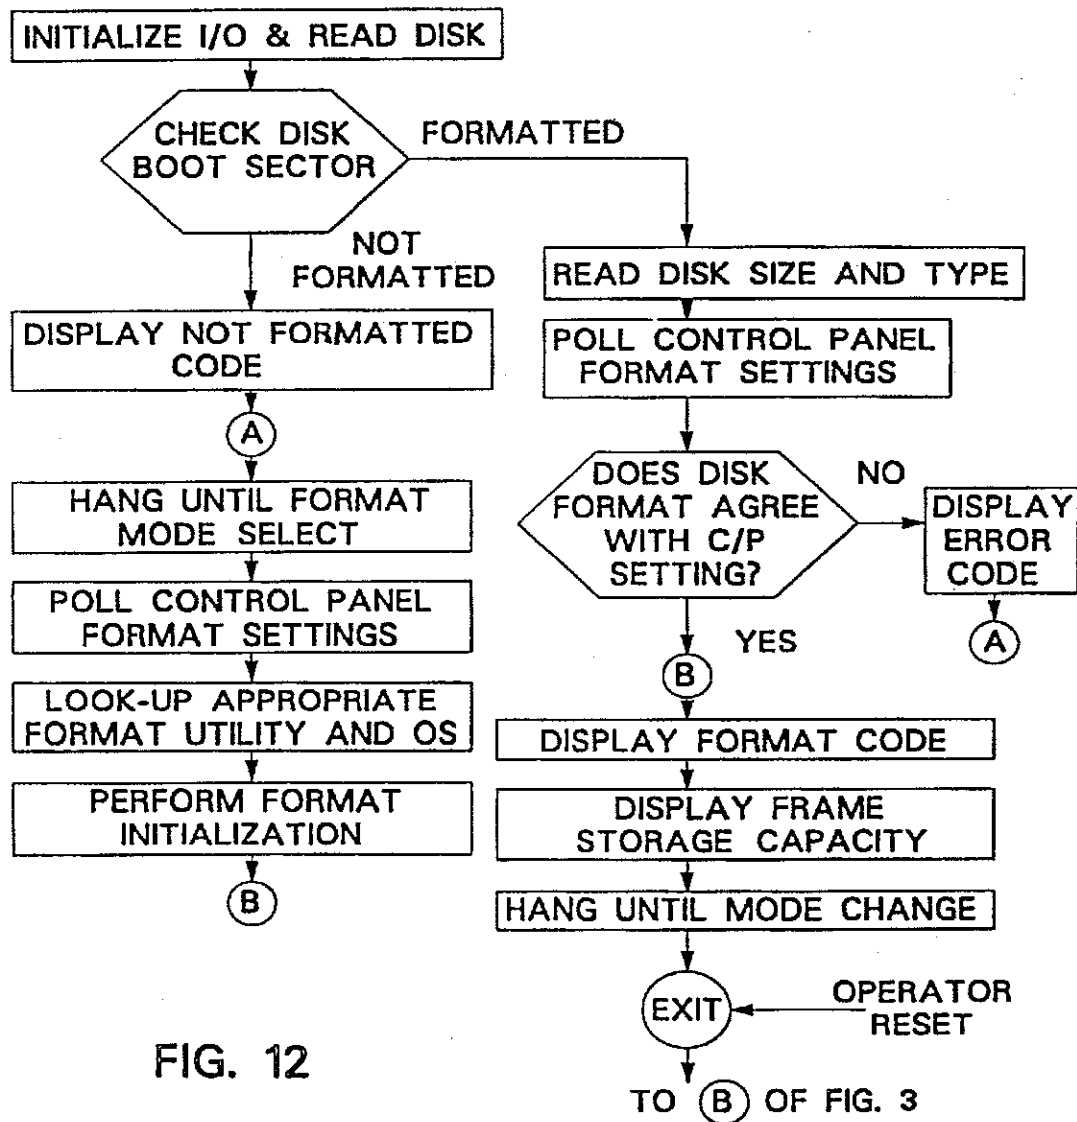 INITIALIZE I/O & READ DISK
CHECK DISK
BOOT SECTOR
FORMATTED
NOT
FORMATTED
DISPLAY NOT FORMATTED
CODE
A
HANG UNTIL FORMAT
MODE SELECT
POLL CONTROL PANEL
FORMAT SETTINGS
LOOK-UP APPROPRIATE
FORMAT UTILITY AND OS
PERFORM FORMAT
INITIALIZATION
B
READ DISK SIZE AND TYPE
POLL CONTROL PANEL
FORMAT SETTINGS
DOES DISK
FORMAT AGREE
WITH C/P
SETTING?
NO
DISPLAY
ERROR
CODE
A
YES
B
DISPLAY FORMAT CODE
DISPLAY FRAME
STORAGE CAPACITY
HANG UNTIL MODE CHANGE
EXIT
OPERATOR
RESET
TO B OF FIG. 3
FIG. 12